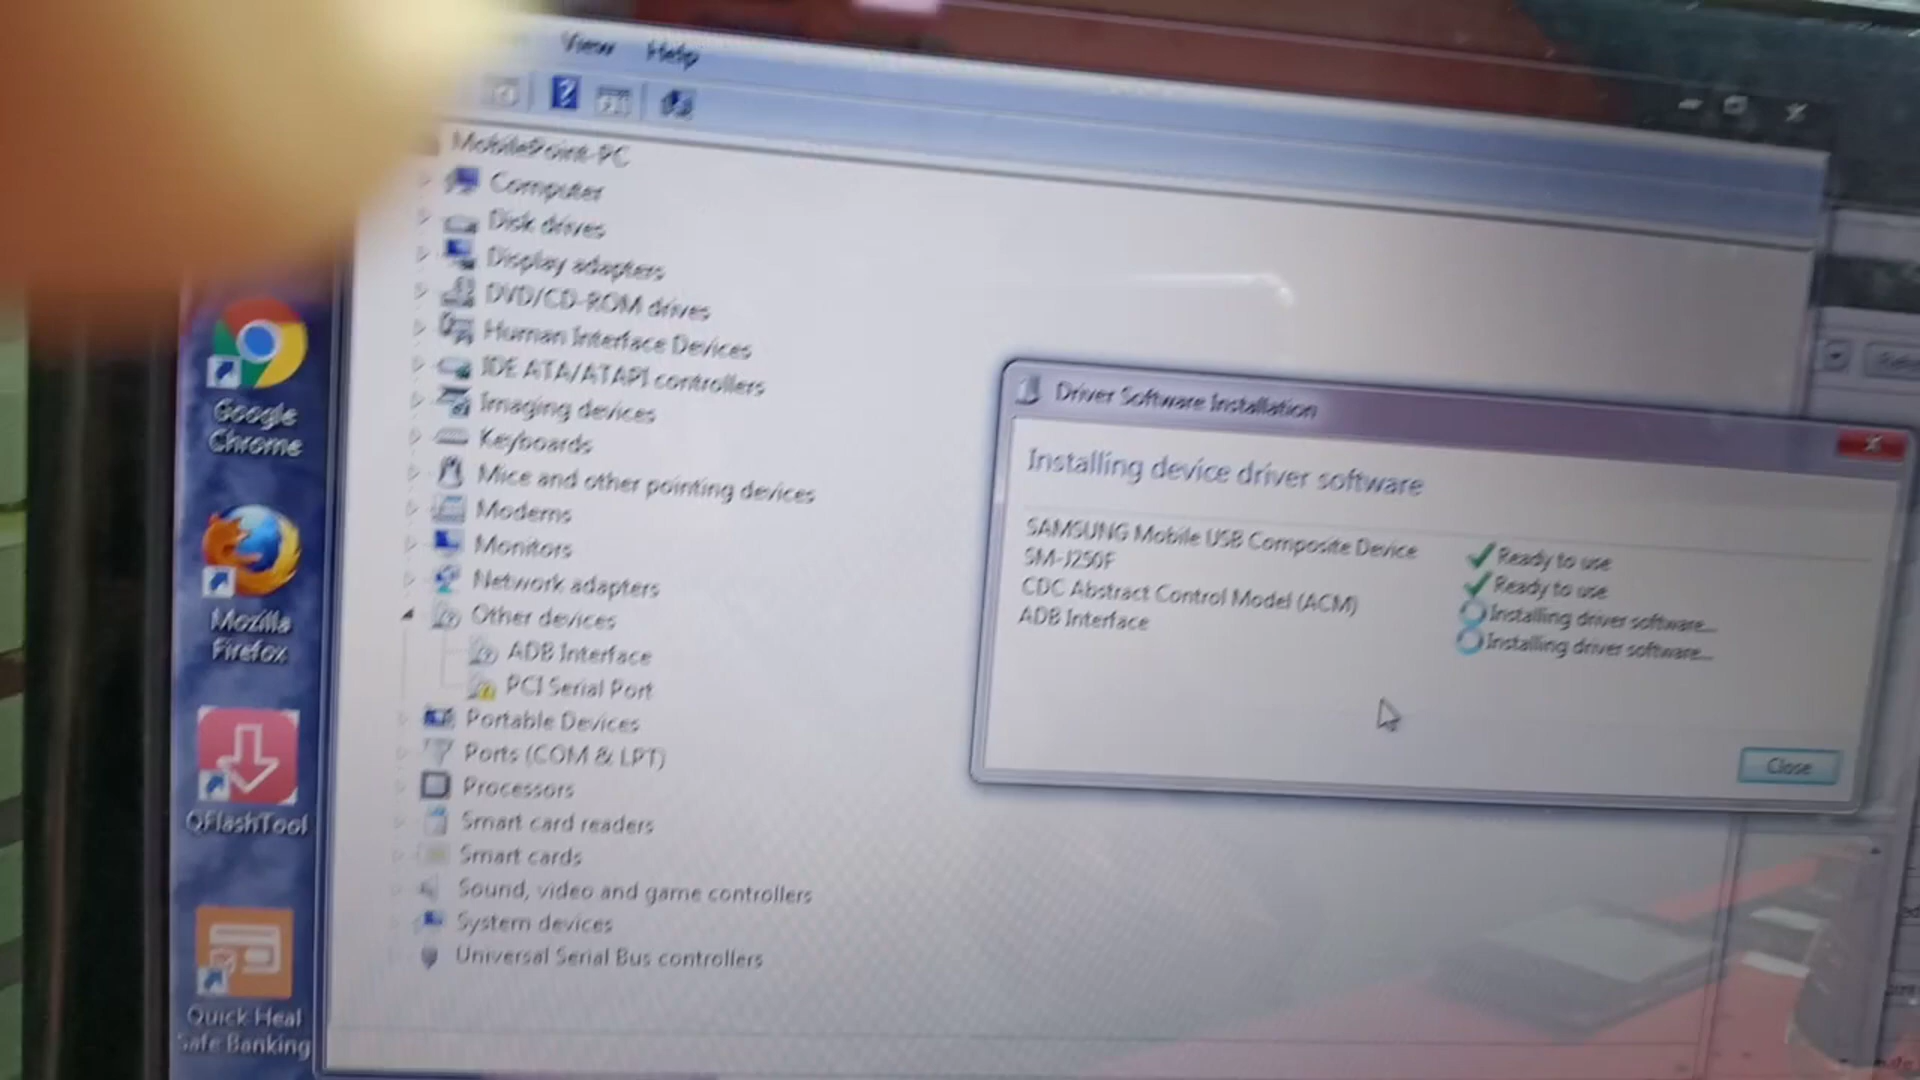 View Help
MobilePoint-PC
Computer
Disk drives
Display adapters
DVD/CD-ROM drives
Human Interface Devices
IDE ATA/ATAPI controllers
Imaging devices
Keyboards
Mice and other pointing devices
Modems
Monitors
Network adapters
Other devices
ADB Interface
PCI Serial Port
Portable Devices
Ports (COM & LPT)
Processors
Smart card readers
Smart cards
Sound, video and game controllers
System devices
Universal Serial Bus controllers
Google
Chrome
Mozilla
Firefox
QFlashTool
Quick Heal
Safe Banking
Driver Software Installation
Installing device driver software
SAMSUNG Mobile USB Composite Device
Ready to use
SM-J250F
Ready to use
CDC Abstract Control Model (ACM)
Installing driver software...
ADB Interface
Installing driver software...
Close